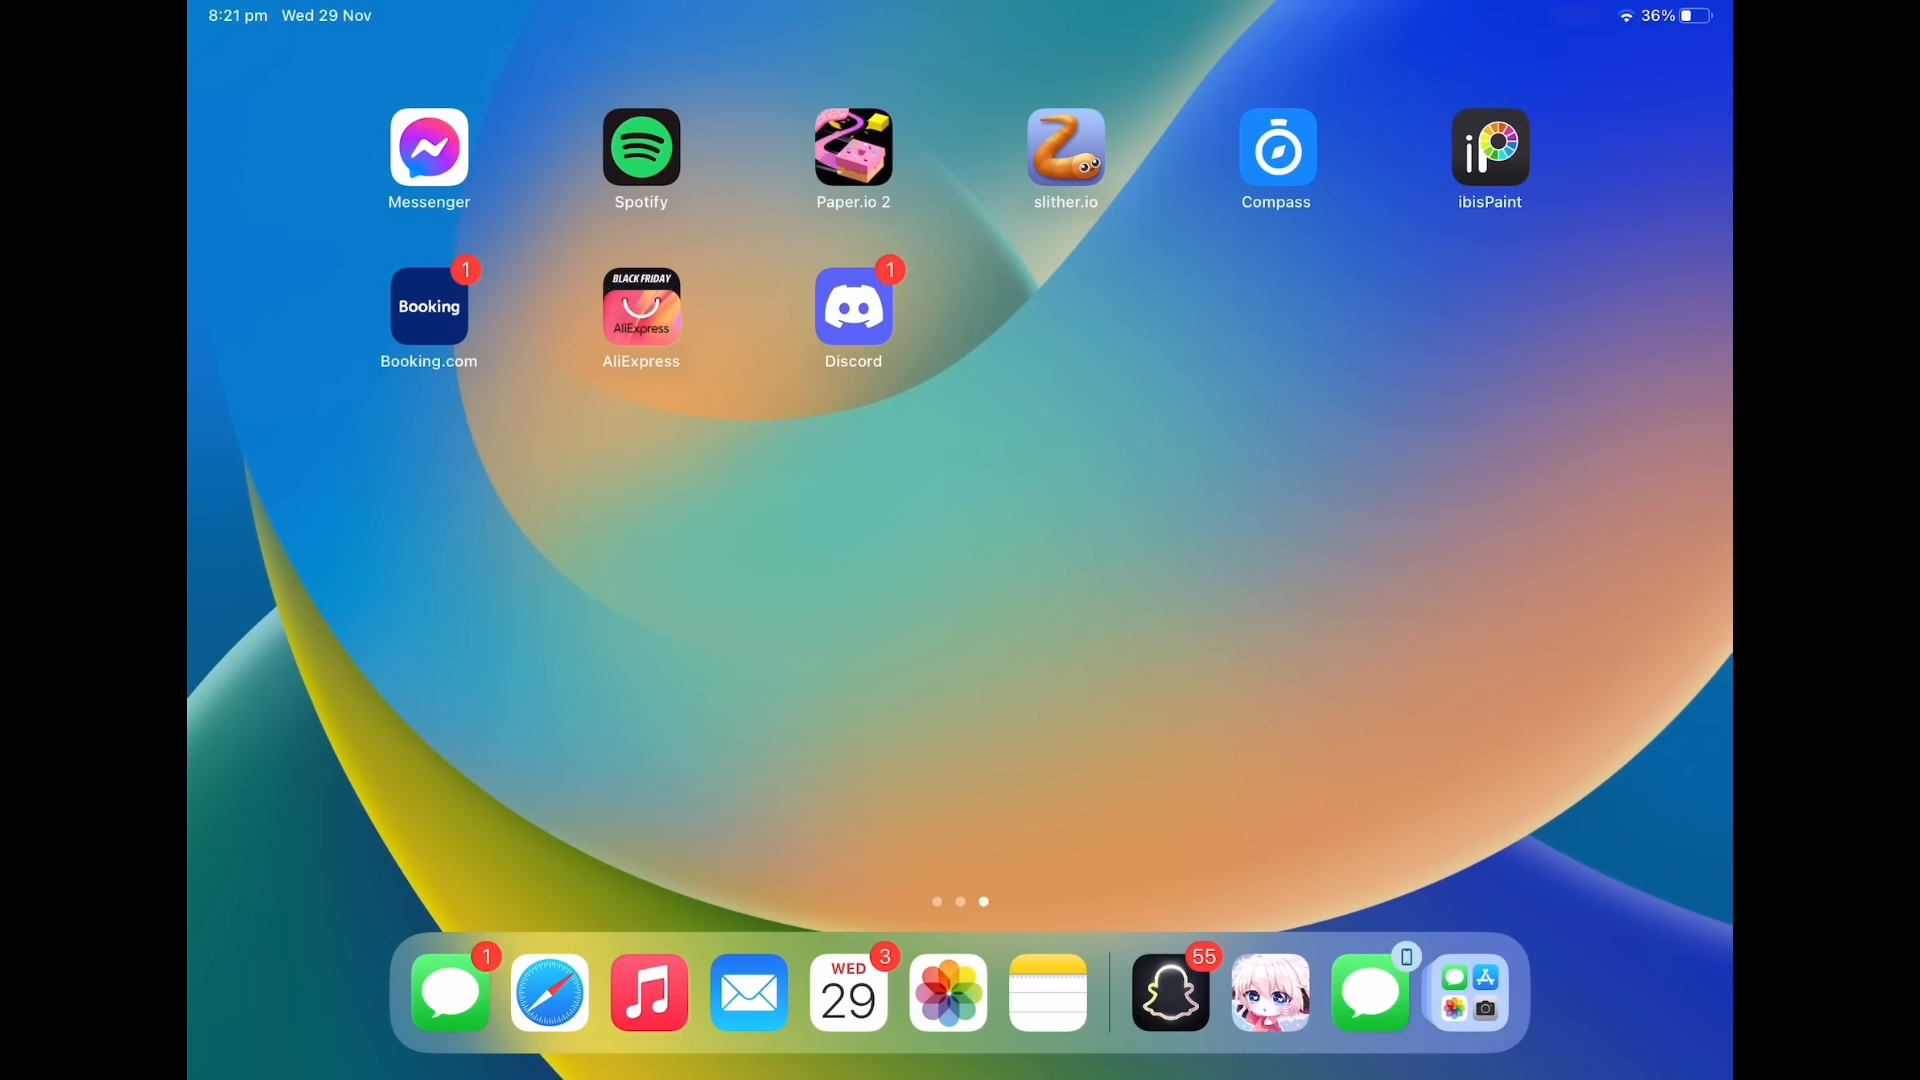 8:21 pm Wed 29 Nov
36%
Messenger
Spotify
Paper.io 2
slither.io
Compass
iP
ibisPaint
1
Booking
Booking.com
BLACK FRIDAY
AliExpress
AliExpress
1
Discord
1
WED
29
3
55